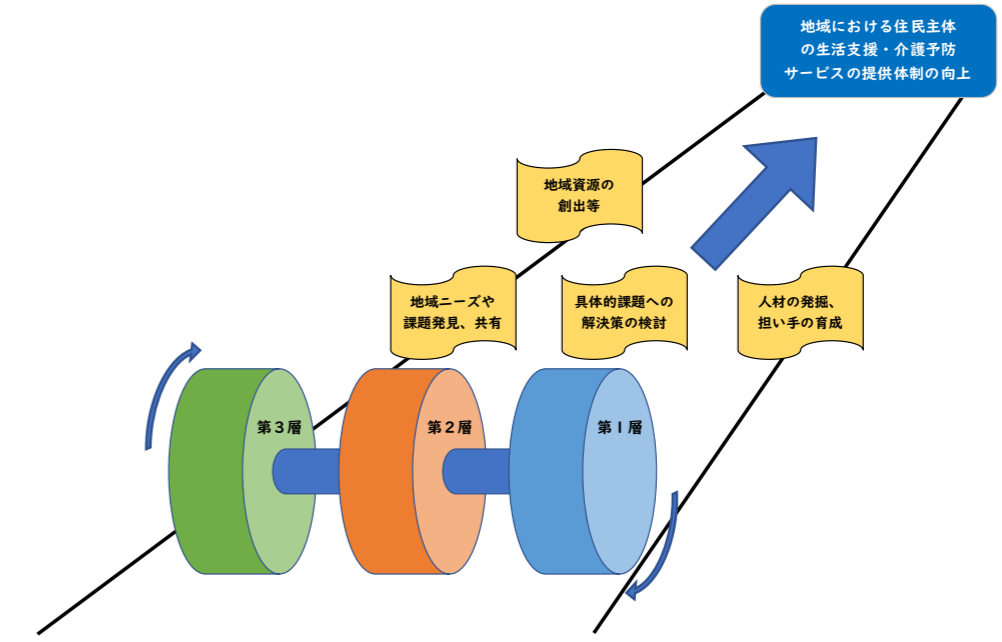 地域における住民主体
の生活支援・介護予防
サービスの提供体制の向上
地域資源の
創出等
地域ニーズや
課題発見、共有
具体的課題への
解決策の検討
人材の発掘、
担い手の育成
第３層
第２層
第１層